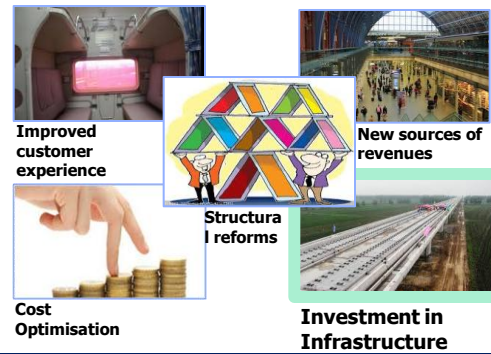 Improved
customer
experience
New sources of
revenues
Structura
l reforms
Cost
Optimisation
Investment in
Infrastructure